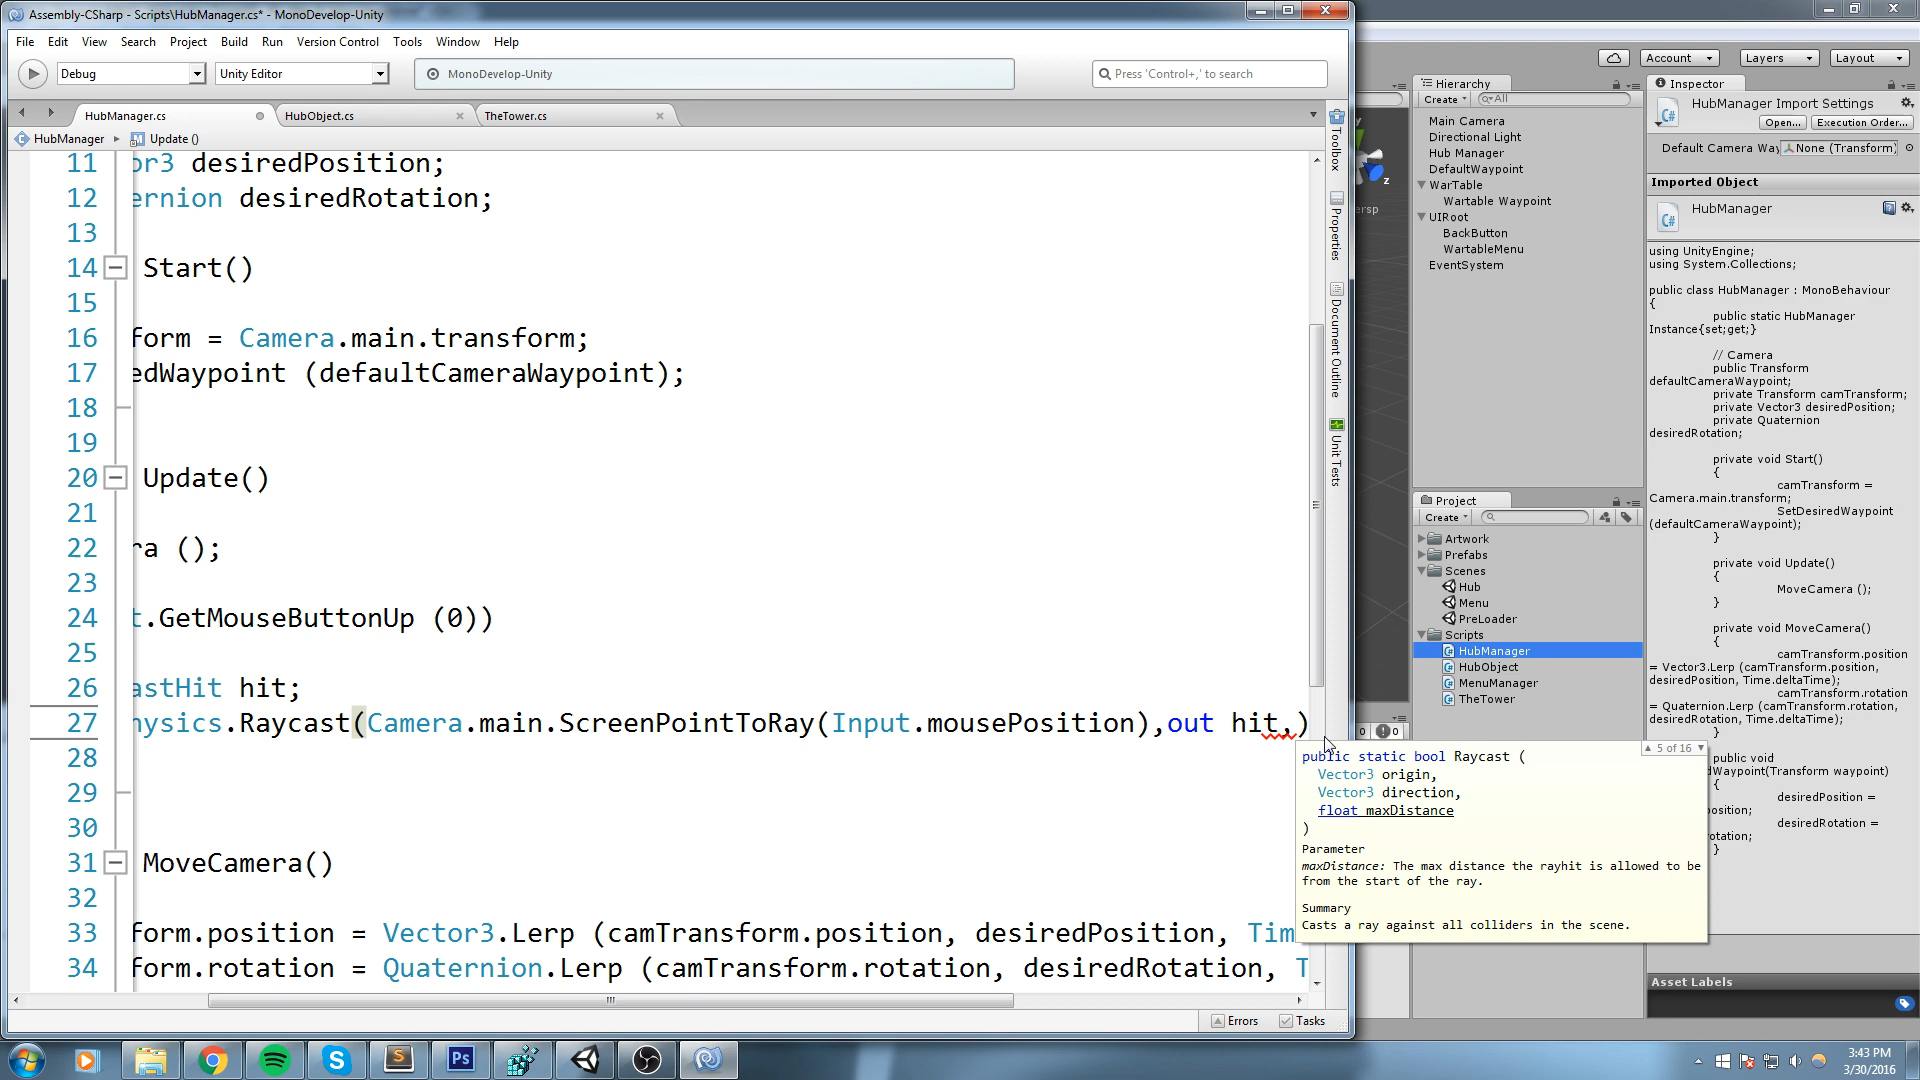 Assembly-CSharp - Scripts\HubManager.cs* - MonoDevelop-Unity
File Edit View Search Project Build Run Version Control Tools Window Help
Debug
Unity Editor
MonoDevelop-Unity
Press 'Control+,' to search
HubManager.cs
HubObject.cs
TheTower.cs
HubManager
Update ()
11 or3 desiredPosition;
12 ernion desiredRotation;
13
14 Start()
15
16 form = Camera.main.transform;
17 edWaypoint (defaultCameraWaypoint);
18
19
20 Update()
21
22 ra ();
23
24 t.GetMouseButtonUp (0))
25
26 astHit hit;
27 hysics.Raycast(Camera.main.ScreenPointToRay(Input.mousePosition),out hit,)
28
29
30
31 MoveCamera()
32
33 form.position = Vector3.Lerp (camTransform.position, desiredPosition, Tim
34 form.rotation = Quaternion.Lerp (camTransform.rotation, desiredRotation, T
Toolbox
Properties
Document Outline
Unit Tests
5 of 16
public static bool Raycast (
Vector3 origin,
Vector3 direction,
float maxDistance
)
Parameter
maxDistance: The max distance the rayhit is allowed to be
from the start of the ray.
Summary
Casts a ray against all colliders in the scene.
Errors
Tasks
Account
Layers
Layout
y
z
ersp
Hierarchy
Create
All
Main Camera
Directional Light
Hub Manager
DefaultWaypoint
WarTable
Wartable Waypoint
UIRoot
BackButton
WartableMenu
EventSystem
Project
Create
Artwork
Prefabs
Scenes
Hub
Menu
PreLoader
Scripts
HubManager
HubObject
MenuManager
TheTower
0
0
Inspector
HubManager Import Settings
Open...
Execution Order...
Default Camera Way
None (Transform)
Imported Object
HubManager
using UnityEngine;
using System.Collections;
public class HubManager : MonoBehaviour
{
public static HubManager
Instance{set;get;}
// Camera
public Transform
defaultCameraWaypoint;
private Transform camTransform;
private Vector3 desiredPosition;
private Quaternion
desiredRotation;
private void Start()
{
camTransform =
Camera.main.transform;
SetDesiredWaypoint
(defaultCameraWaypoint);
}
private void Update()
{
MoveCamera ();
}
private void MoveCamera()
{
camTransform.position
= Vector3.Lerp (camTransform.position,
desiredPosition, Time.deltaTime);
camTransform.rotation
= Quaternion.Lerp (camTransform.rotation,
desiredRotation, Time.deltaTime);
}
public void
dWaypoint(Transform waypoint)
{
desiredPosition =
osition;
desiredRotation =
otation;
}
Asset Labels
3:43 PM
3/30/2016